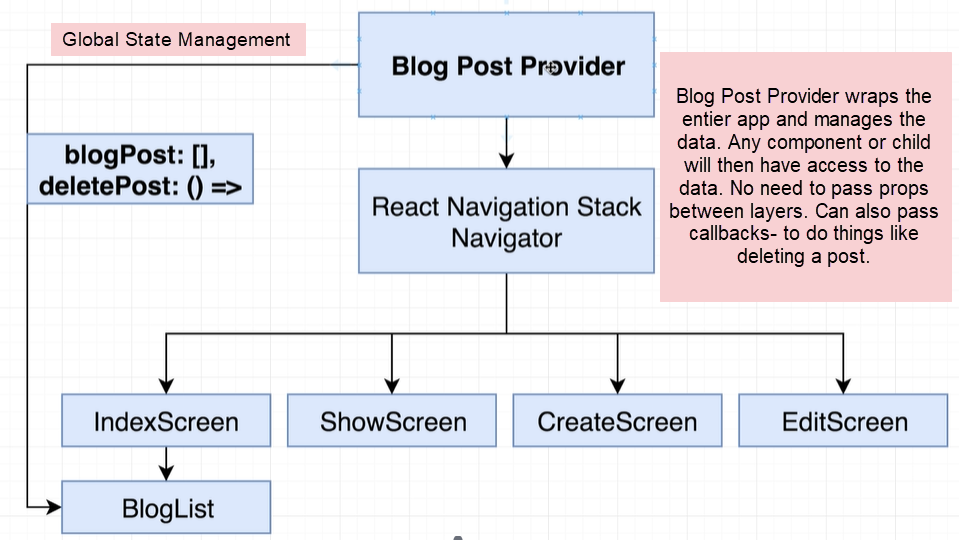 Global State Management
Blog Post Provider
Blog Post Provider wraps the
entier app and manages the
data. Any component or child
will then have access to the
data. No need to pass props
between layers. Can also pass
callbacks- to do things like
deleting a post.
blogPost: [],
deletePost: () =>
React Navigation Stack
Navigator
IndexScreen
ShowScreen
CreateScreen
EditScreen
BlogList